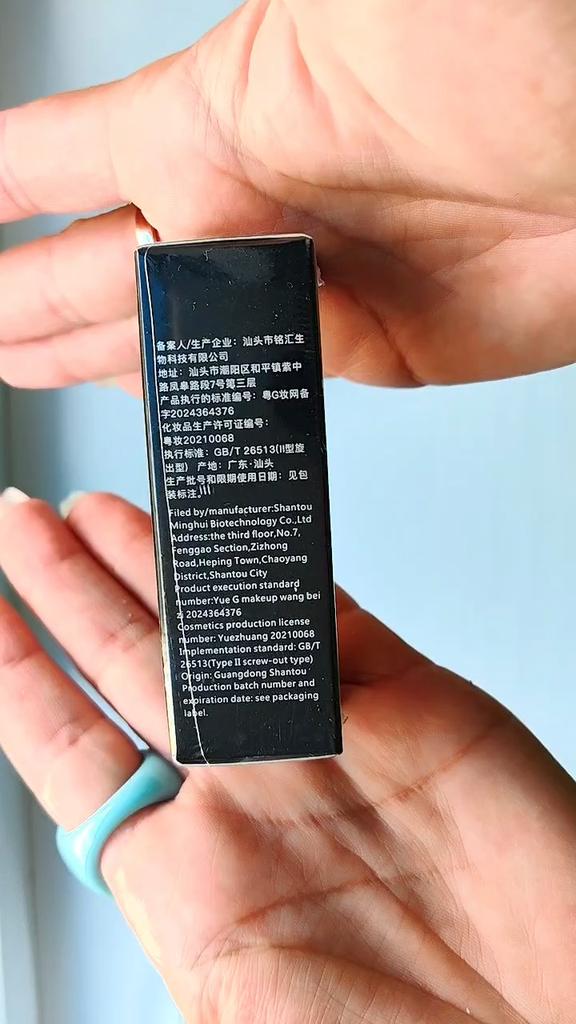 备案人/生产企业：汕头市铭汇生
物科技有限公司
地址：汕头市潮阳区和平镇紫中
路凤皋路段7号第三层
产品执行的标准编号：粤G妆网备
字2024364376
化妆品生产许可证编号：
粤妆20210068
执行标准：GB/T 26513(II型旋
出型) 产地：广东·汕头
生产批号和限期使用日期：见包
装标注。
Filed by/manufacturer:Shantou
Minghui Biotechnology Co.,Ltd
Address:the third floor,No.7,
Fenggao Section,Zizhong
Road,Heping Town,Chaoyang
District,Shantou City
Product execution standard
number:Yue G makeup wang bei
zi 2024364376
Cosmetics production license
number: Yuezhuang 20210068
Implementation standard: GB/T
26513(Type II screw-out type)
Origin: Guangdong Shantou
Production batch number and
expiration date: see packaging
label.